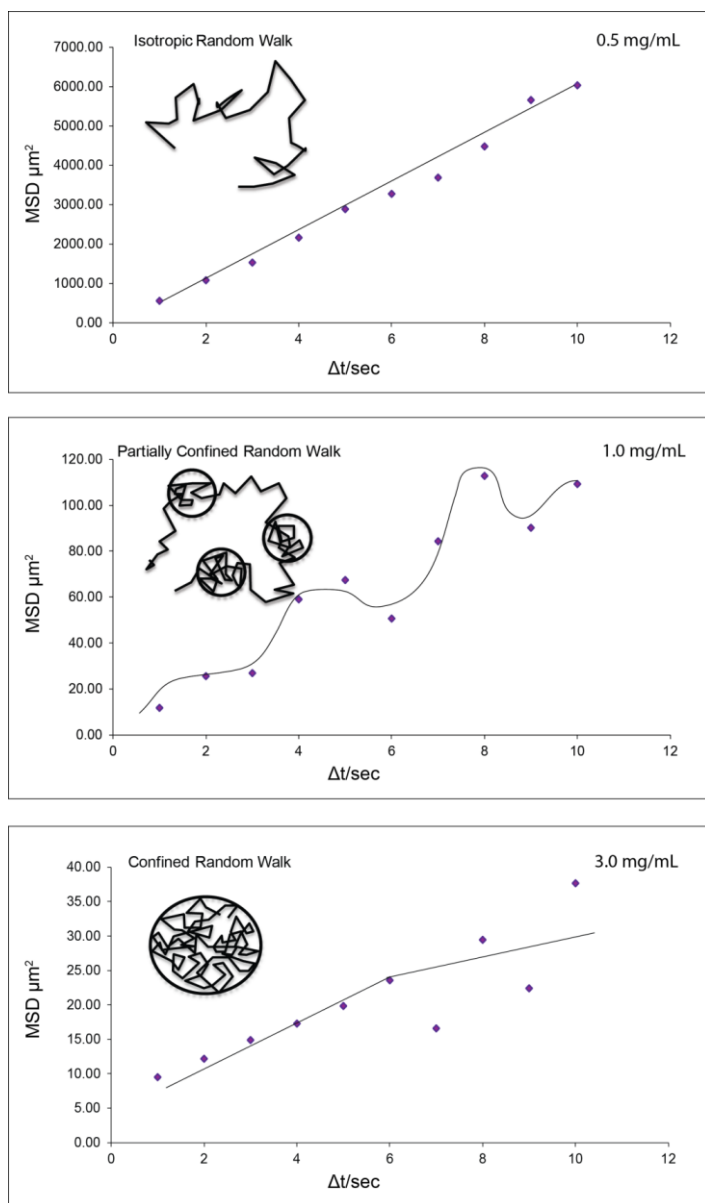 Isotropic Random Walk
0.5 mg/mL
7000.00
6000.00
5000.00
4000.00
3000.00
2000.00
1000.00
0.00
MSD µm²
0 2 4 6 8 10 12
Δt/sec
Partially Confined Random Walk
1.0 mg/mL
120.00
100.00
80.00
60.00
40.00
20.00
0.00
MSD µm²
0 2 4 6 8 10 12
Δt/sec
Confined Random Walk
3.0 mg/mL
40.00
35.00
30.00
25.00
20.00
15.00
10.00
5.00
0.00
MSD µm²
0 2 4 6 8 10 12
Δt/sec